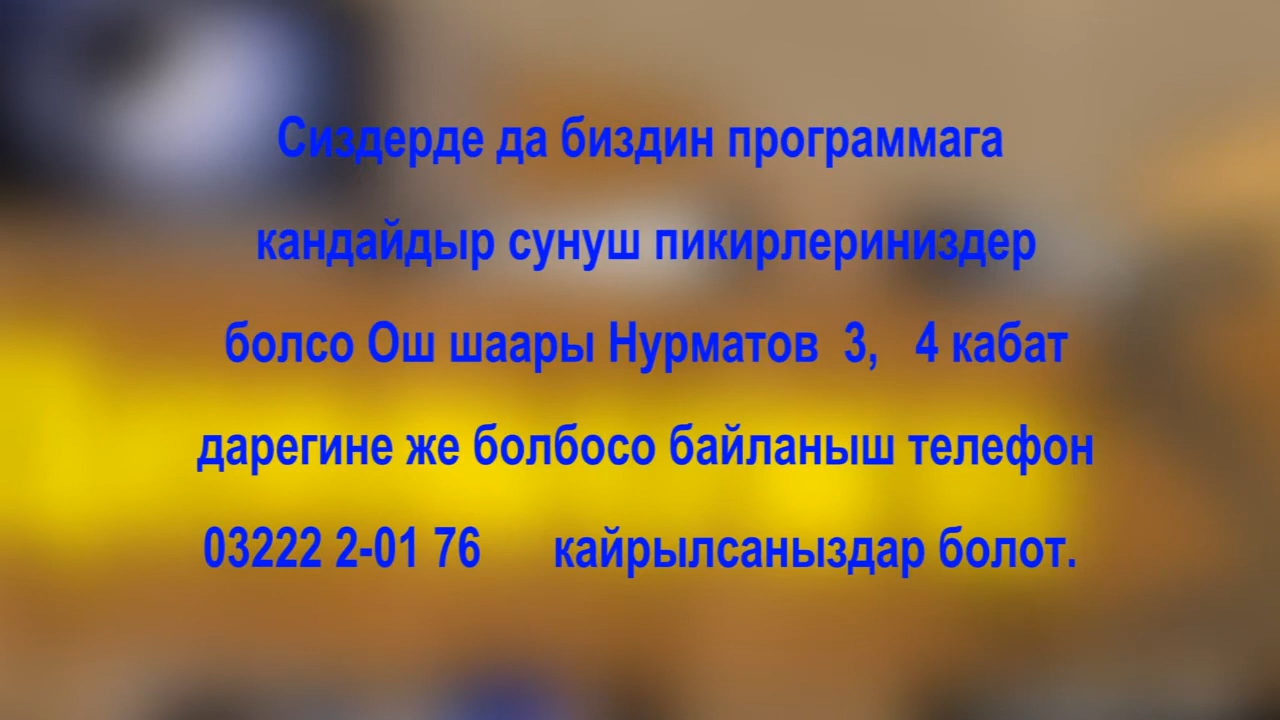 Сиздерде да биздин программага
кандайдыр сунуш пикирлериниздер
болсо Ош шаары Нурматов 3, 4 кабат
дарегине же болбосо байланыш телефон
03222 2-01 76 кайрылсаныздар болот.